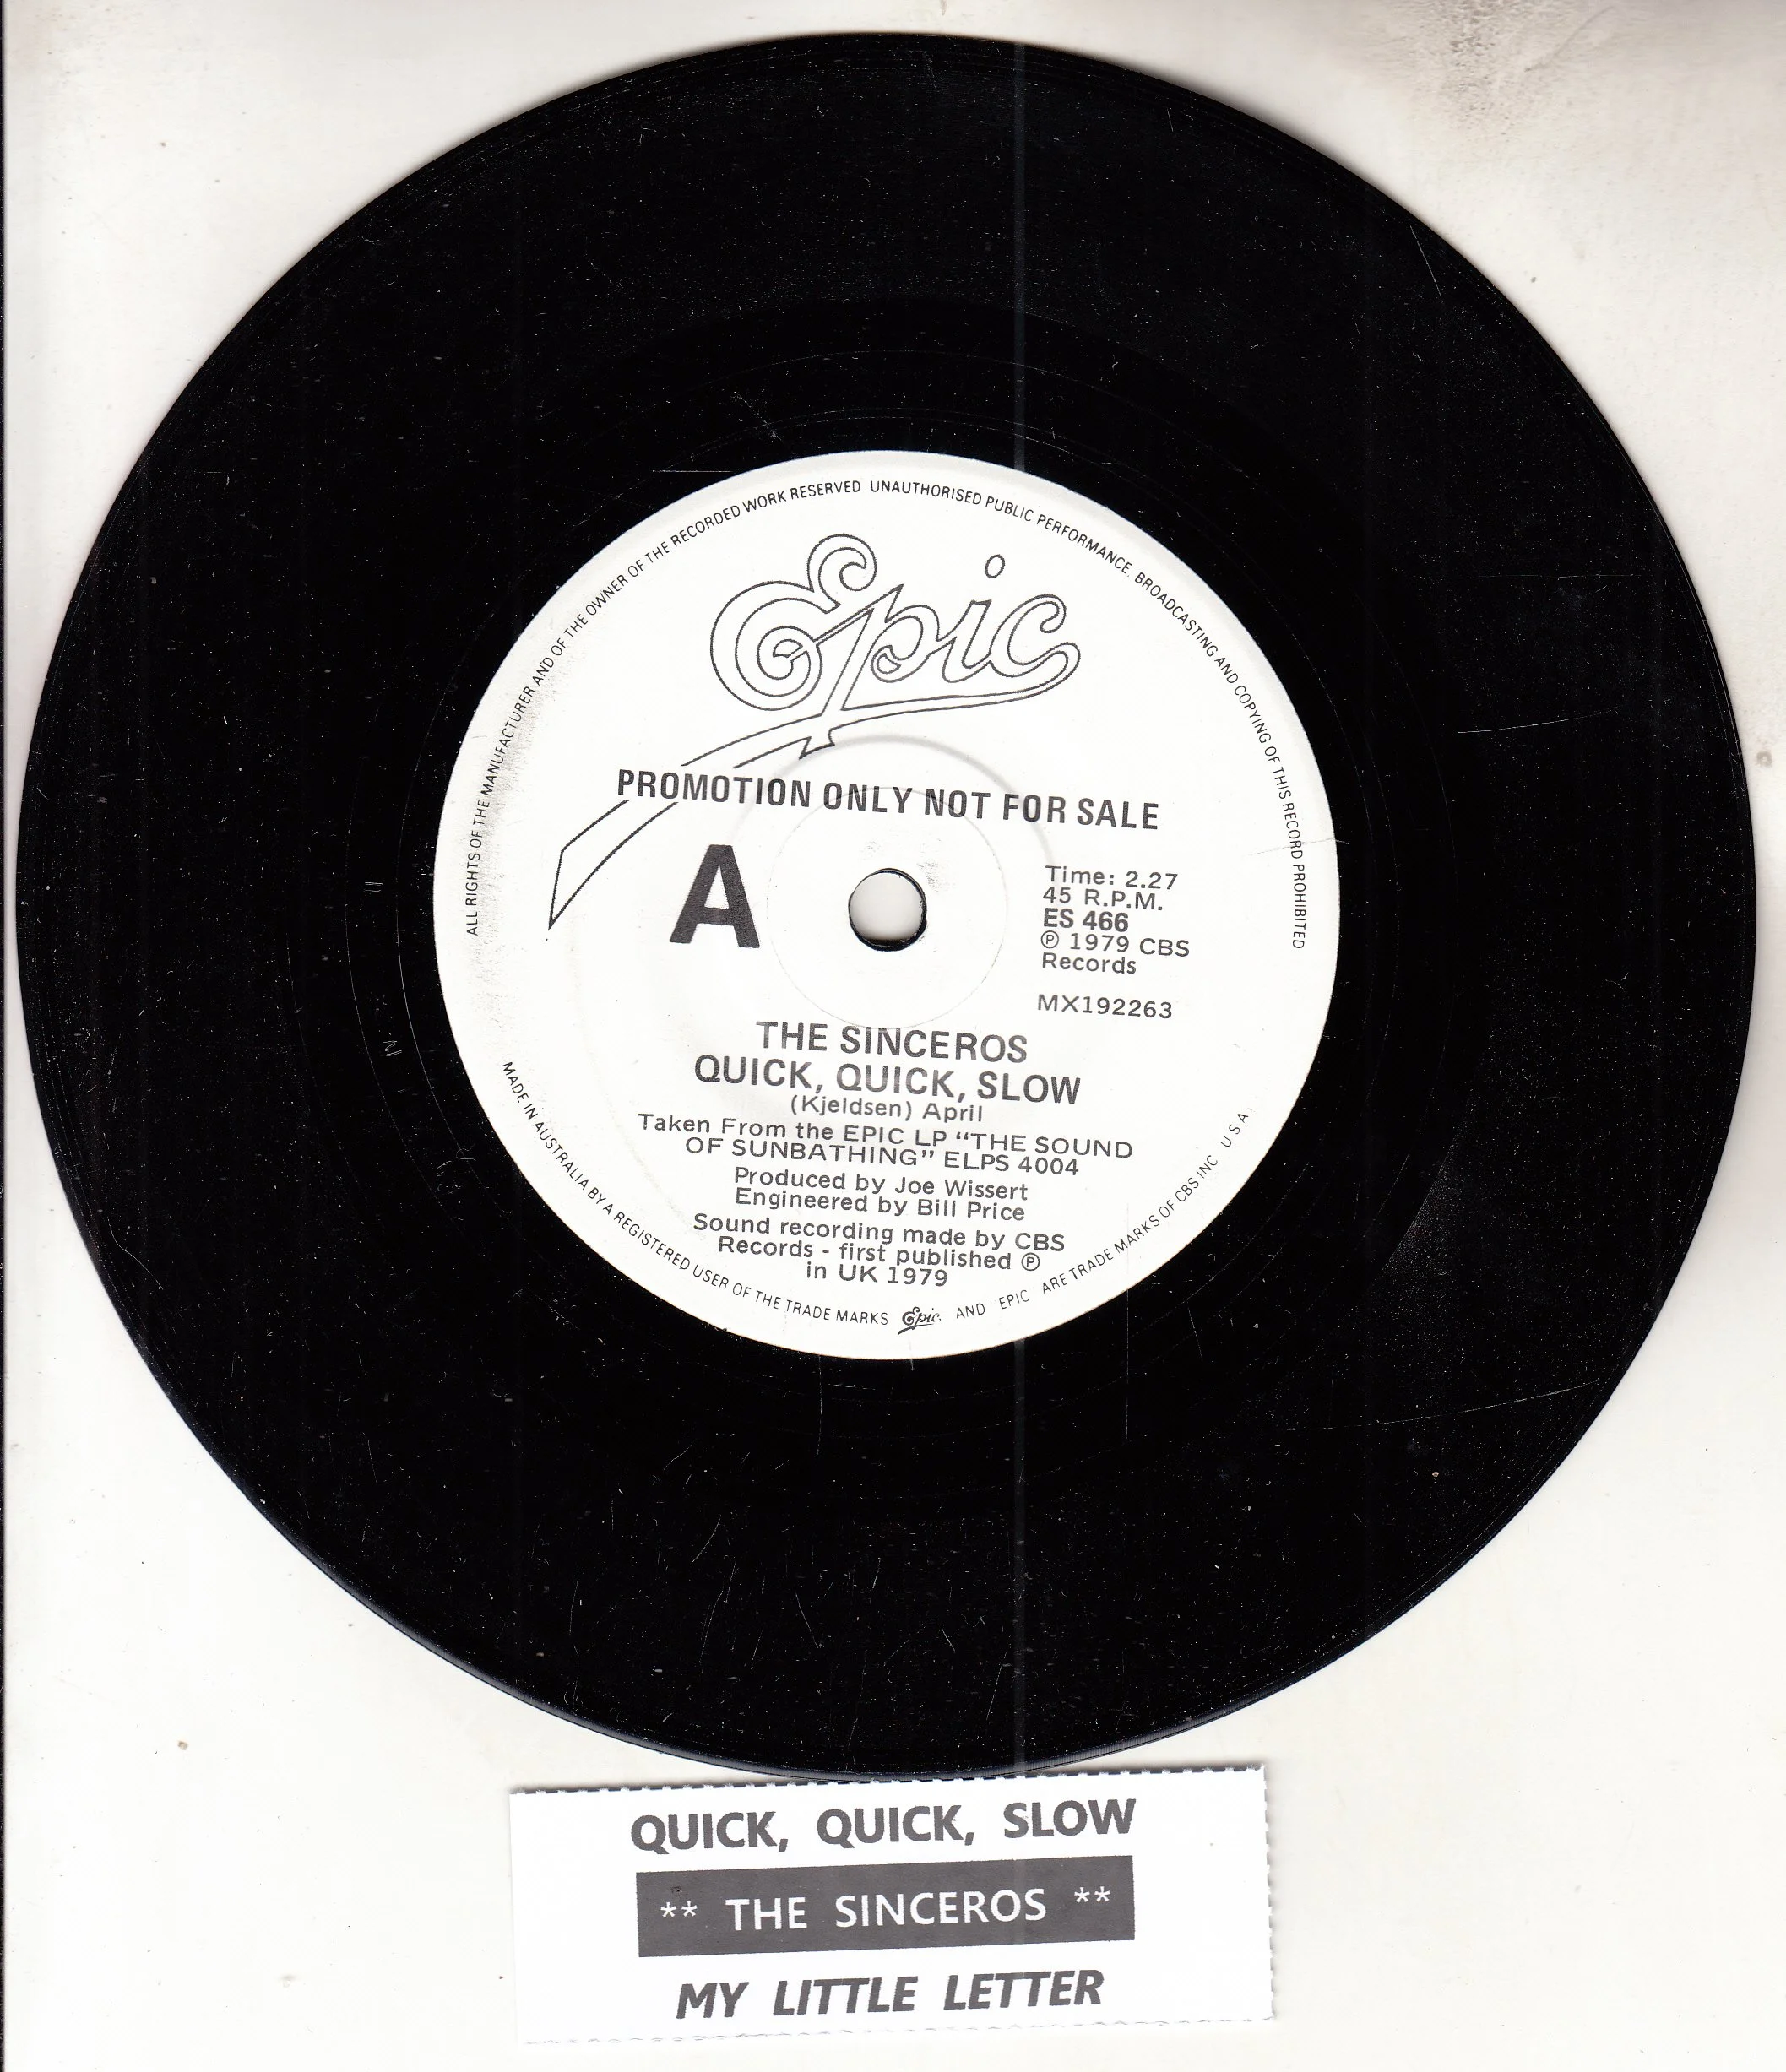 ALL RIGHTS OF THE MANUFACTURER AND OF THE OWNER OF THE RECORDED WORK RESERVED. UNAUTHORISED PUBLIC PERFORMANCE. BROADCASTING AND COPYING OF THIS RECORD PROHIBITED
Epic
PROMOTION ONLY NOT FOR SALE
A
Time: 2.27
45 R.P.M.
ES 466
℗ 1979 CBS
Records
MX192263
THE SINCEROS
QUICK, QUICK, SLOW
(Kjeldsen) April
Taken From the EPIC LP “THE SOUND
OF SUNBATHING” ELPS 4004
Produced by Joe Wissert
Engineered by Bill Price
Sound recording made by CBS
Records - first published ℗
in UK 1979
MADE IN AUSTRALIA BY A REGISTERED USER OF THE TRADE MARKS Epic. AND EPIC ARE TRADE MARKS OF CBS INC U S A
QUICK, QUICK, SLOW
** THE SINCEROS **
MY LITTLE LETTER